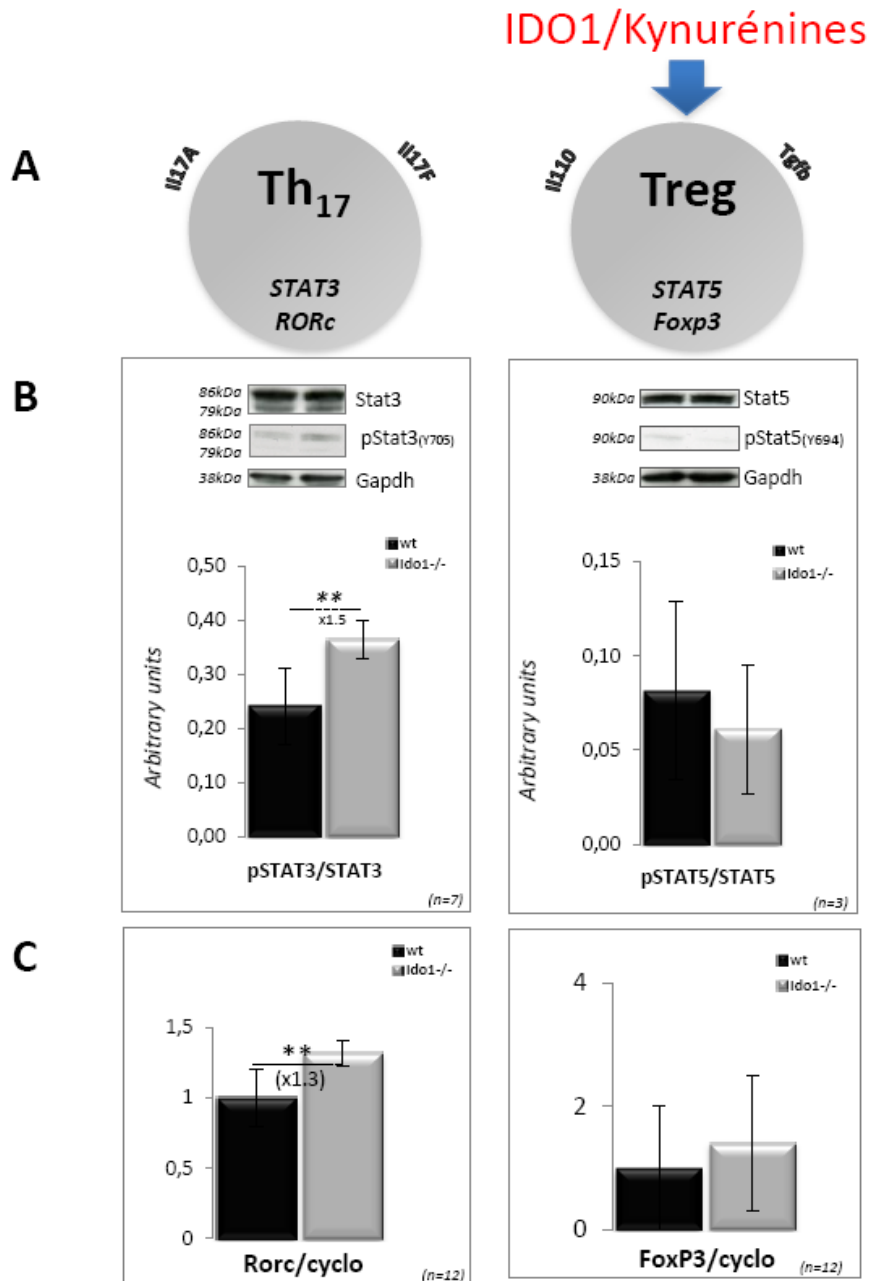 IDO1/Kynurénines
A
Il17A
Il17F
Th17
STAT3
RORc
Il110
Tgfb
Treg
STAT5
Foxp3
B
86kDa
79kDa
Stat3
86kDa
79kDa
pStat3(Y705)
38kDa
Gapdh
wt
Ido1-/-
0,50
0,40
0,30
0,20
0,10
0,00
Arbitrary units
**
x1.5
pSTAT3/STAT3
(n=7)
90kDa
Stat5
90kDa
pStat5(Y694)
38kDa
Gapdh
wt
Ido1-/-
0,15
0,10
0,05
0,00
Arbitrary units
pSTAT5/STAT5
(n=3)
C
wt
Ido1-/-
1,5
1
0,5
0
**
(x1.3)
Rorc/cyclo
(n=12)
wt
Ido1-/-
4
2
0
FoxP3/cyclo
(n=12)